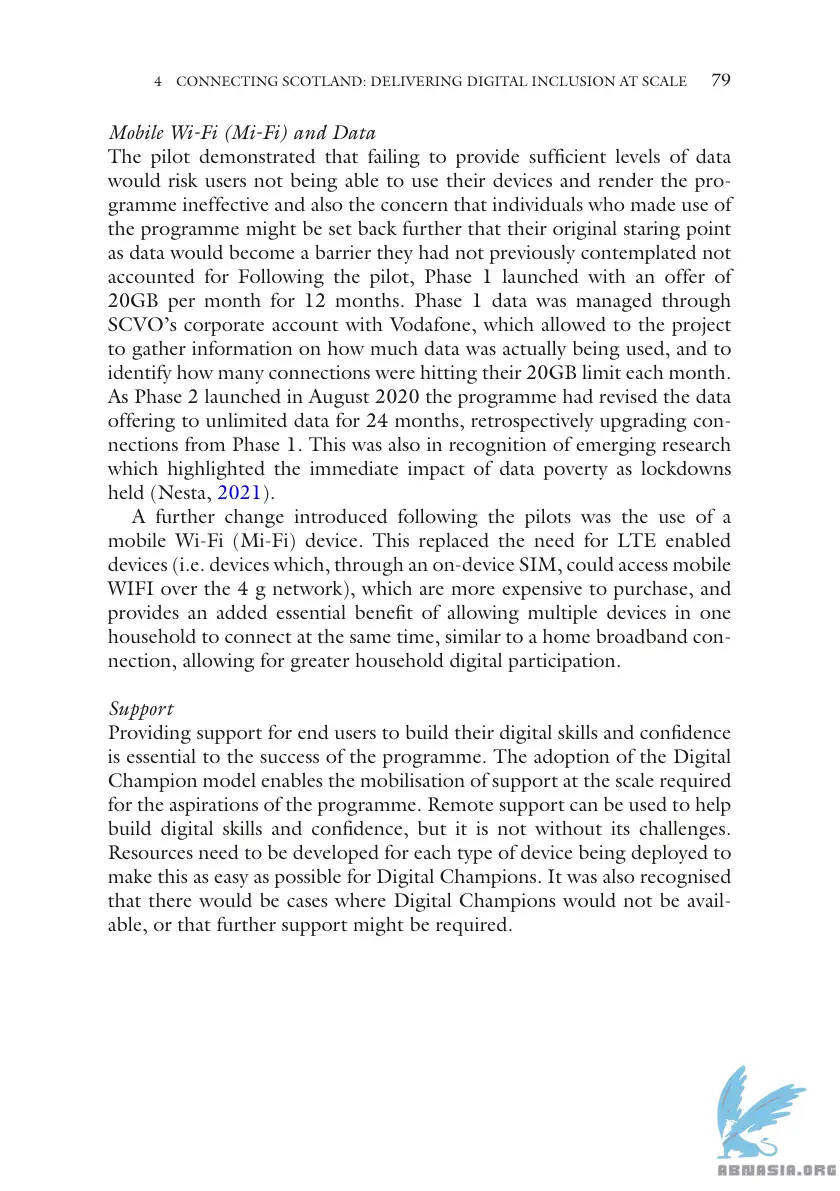 4 CONNECTING SCOTLAND: DELIVERING DIGITAL INCLUSION AT SCALE 79
Mobile Wi-Fi (Mi-Fi) and Data
The pilot demonstrated that failing to provide sufficient levels of data
would risk users not being able to use their devices and render the pro-
gramme ineffective and also the concern that individuals who made use of
the programme might be set back further that their original staring point
as data would become a barrier they had not previously contemplated not
accounted for Following the pilot, Phase 1 launched with an offer of
20GB per month for 12 months. Phase 1 data was managed through
SCVO’s corporate account with Vodafone, which allowed to the project
to gather information on how much data was actually being used, and to
identify how many connections were hitting their 20GB limit each month.
As Phase 2 launched in August 2020 the programme had revised the data
offering to unlimited data for 24 months, retrospectively upgrading con-
nections from Phase 1. This was also in recognition of emerging research
which highlighted the immediate impact of data poverty as lockdowns
held (Nesta, 2021).
A further change introduced following the pilots was the use of a
mobile Wi-Fi (Mi-Fi) device. This replaced the need for LTE enabled
devices (i.e. devices which, through an on-device SIM, could access mobile
WIFI over the 4 g network), which are more expensive to purchase, and
provides an added essential benefit of allowing multiple devices in one
household to connect at the same time, similar to a home broadband con-
nection, allowing for greater household digital participation.
Support
Providing support for end users to build their digital skills and confidence
is essential to the success of the programme. The adoption of the Digital
Champion model enables the mobilisation of support at the scale required
for the aspirations of the programme. Remote support can be used to help
build digital skills and confidence, but it is not without its challenges.
Resources need to be developed for each type of device being deployed to
make this as easy as possible for Digital Champions. It was also recognised
that there would be cases where Digital Champions would not be avail-
able, or that further support might be required.
ABNASIA.ORG